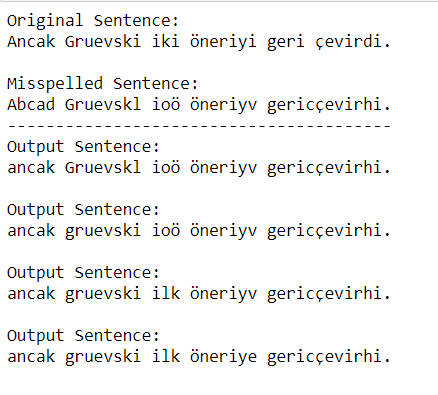 Original Sentence:
Ancak Gruevski iki öneriyi geri çevirdi.
Misspelled Sentence:
Abcad Gruevskl ioö öneriyv gericçevirhi.
----------------------------------------
Output Sentence:
ancak Gruevskl ioö öneriyv gericçevirhi.
Output Sentence:
ancak gruevski ioö öneriyv gericçevirhi.
Output Sentence:
ancak gruevski ilk öneriyv gericçevirhi.
Output Sentence:
ancak gruevski ilk öneriye gericçevirhi.